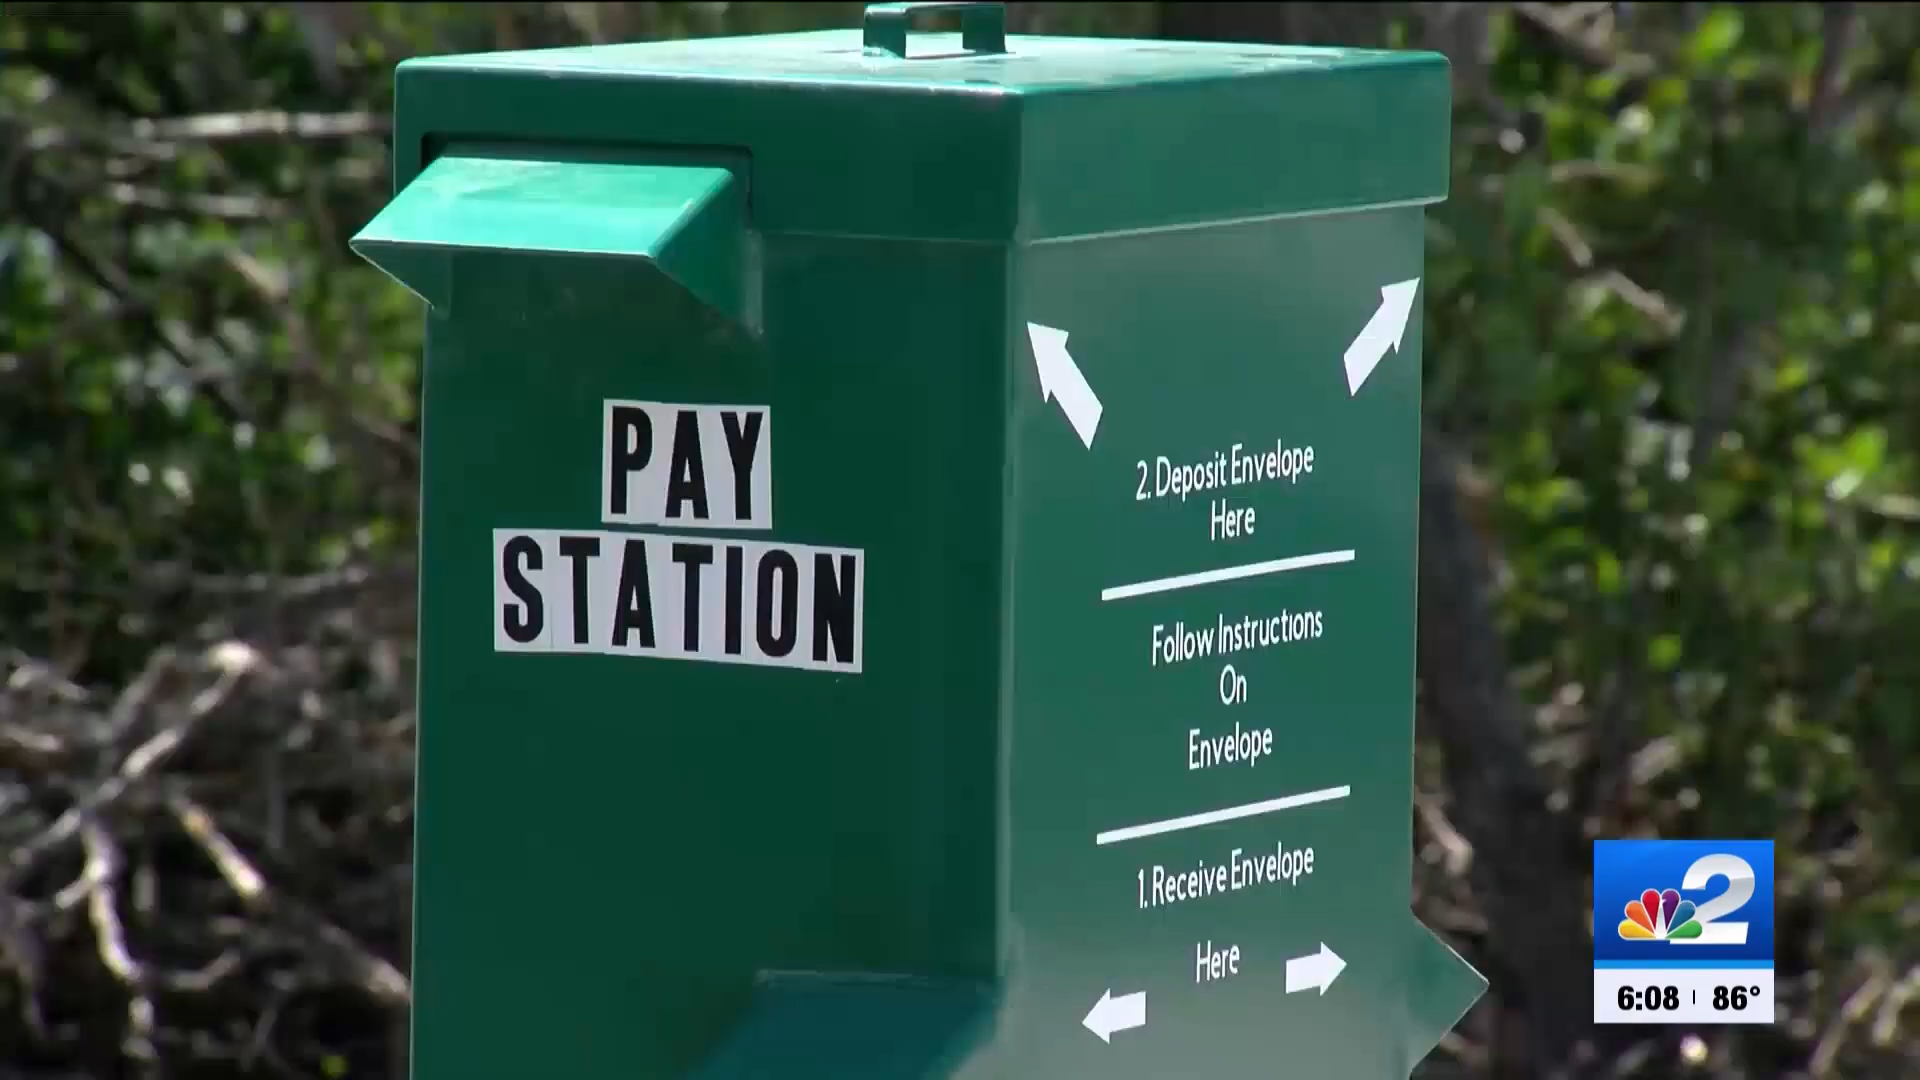 PAY
STATION
2. Deposit Envelope
Here
Follow Instructions
On
Envelope
1. Receive Envelope
Here
2
6:08 | 86°